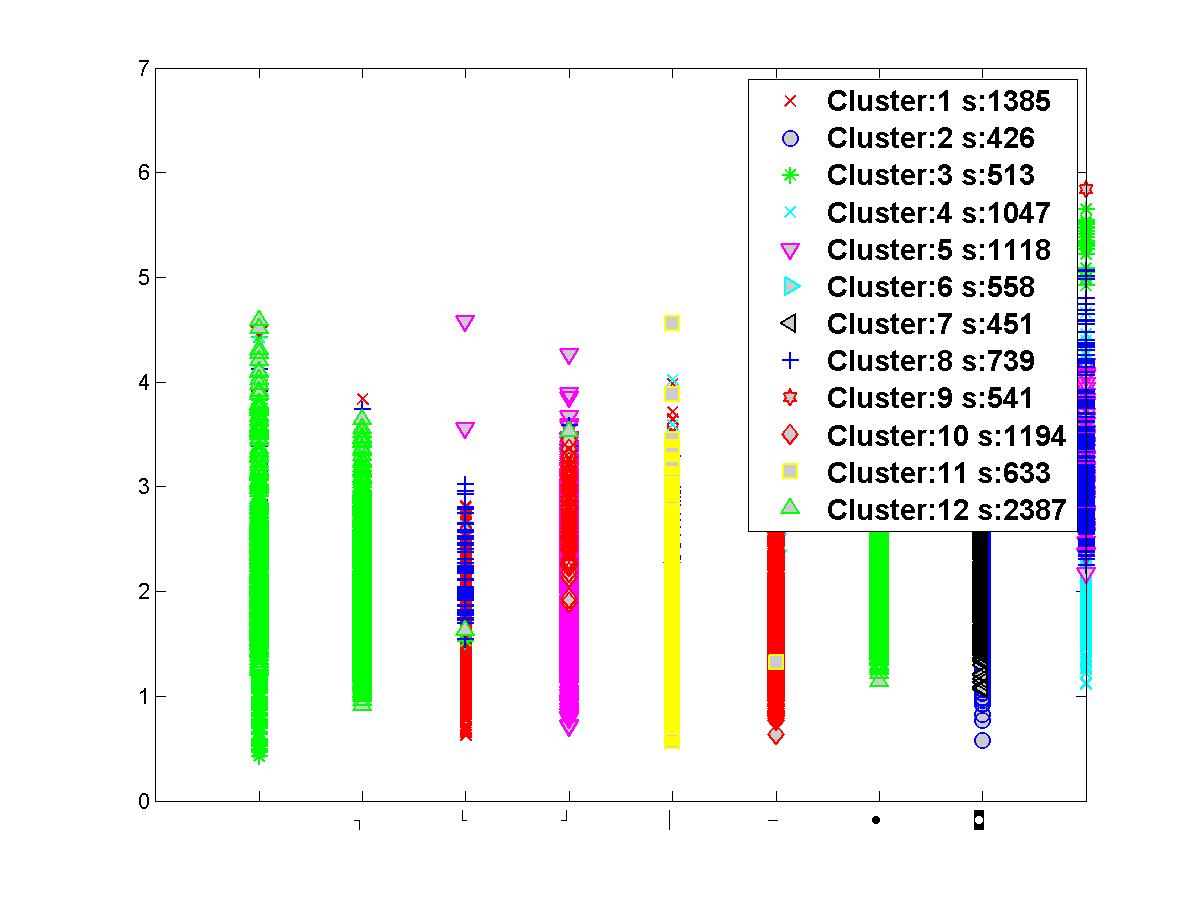 7
6
5
4
3
2
1
0
Cluster:1 s:1385
Cluster:2 s:426
Cluster:3 s:513
Cluster:4 s:1047
Cluster:5 s:1118
Cluster:6 s:558
Cluster:7 s:451
Cluster:8 s:739
Cluster:9 s:541
Cluster:10 s:1194
Cluster:11 s:633
Cluster:12 s:2387
┐ └ ┘ │ − • ◘